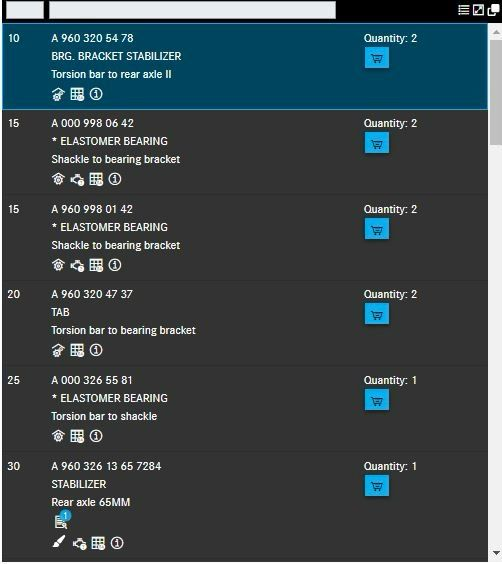 10 A 960 320 54 78 Quantity: 2
BRG. BRACKET STABILIZER
Torsion bar to rear axle II
15 A 000 998 06 42 Quantity: 2
* ELASTOMER BEARING
Shackle to bearing bracket
15 A 960 998 01 42 Quantity: 2
* ELASTOMER BEARING
Shackle to bearing bracket
20 A 960 320 47 37 Quantity: 2
TAB
Torsion bar to bearing bracket
25 A 000 326 55 81 Quantity: 1
* ELASTOMER BEARING
Torsion bar to shackle
30 A 960 326 13 65 7284 Quantity: 1
STABILIZER
Rear axle 65MM
1